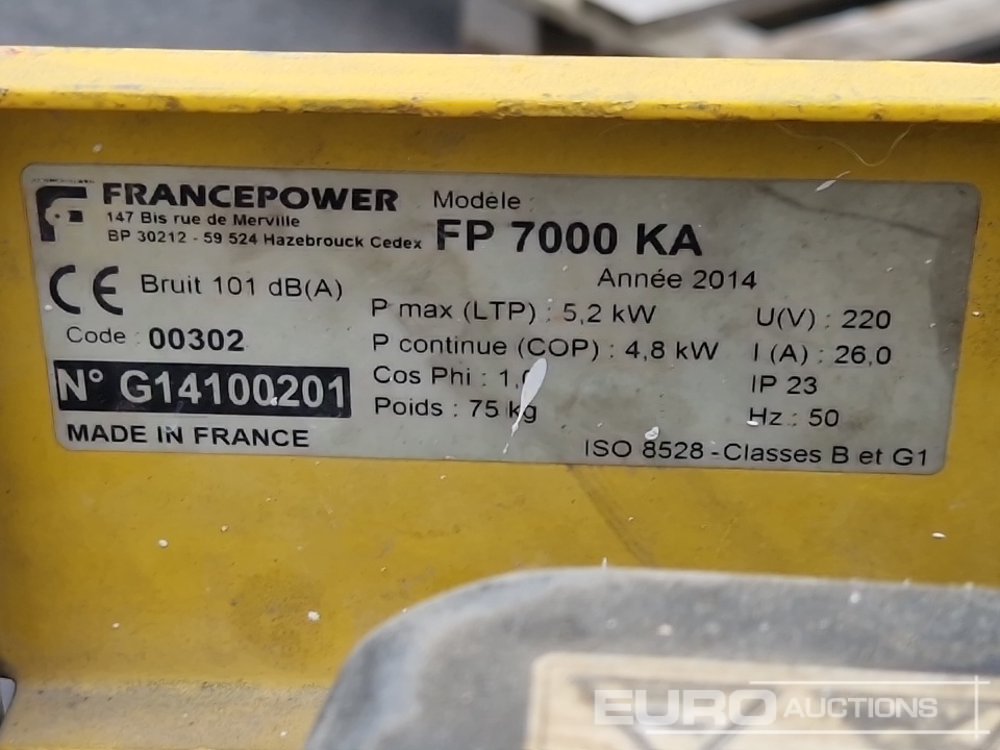 FRANCEPOWER
147 Bis rue de Merville
BP 30212 - 59 524 Hazebrouck Cedex
Modèle :
FP 7000 KA
Année 2014
CE
Bruit 101 dB(A)
Code : 00302
N° G14100201
MADE IN FRANCE
P max (LTP) : 5,2 kW
P continue (COP) : 4,8 kW
Cos Phi :
Poids : 75 kg
U(V) : 220
I (A) : 26,0
IP 23
Hz : 50
ISO 8528 - Classes B et G1
EURO AUCTIONS